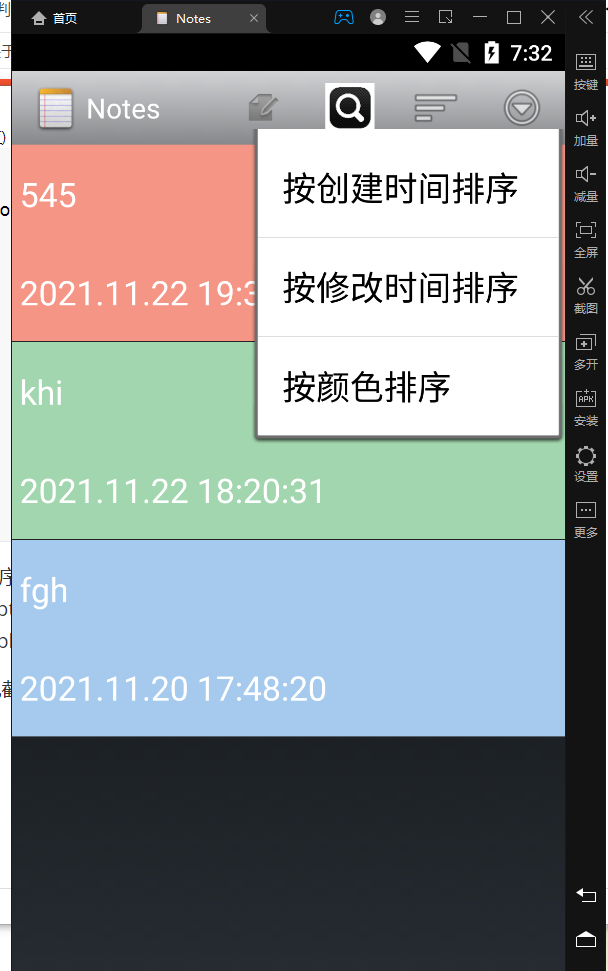 首页
Notes
7:32
Notes
545
2021.11.22 19:3
khi
2021.11.22 18:20:31
fgh
2021.11.20 17:48:20
按创建时间排序
按修改时间排序
按颜色排序
按键
加量
减量
全屏
截图
多开
APK
安装
设置
更多